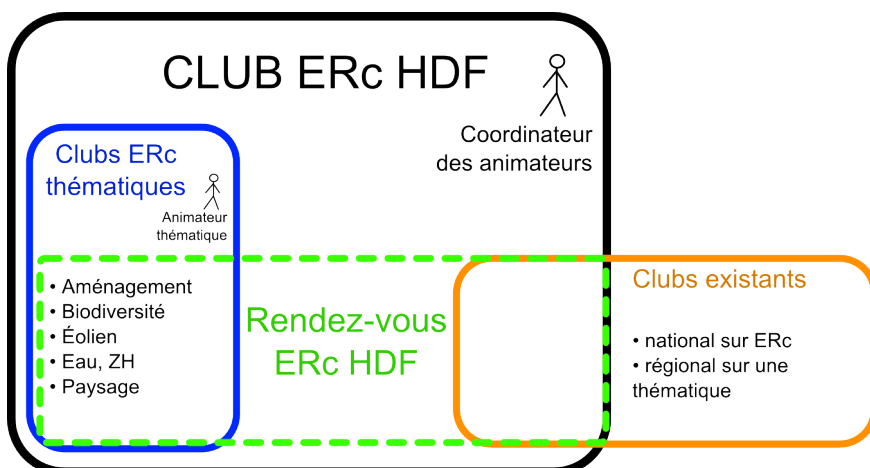 CLUB ERc HDF
Coordinateur
des animateurs
Clubs ERc
thématiques
Animateur
thématique
• Aménagement
• Biodiversité
• Éolien
• Eau, ZH
• Paysage
Rendez-vous
ERc HDF
Clubs existants
• national sur ERc
• régional sur une
thématique